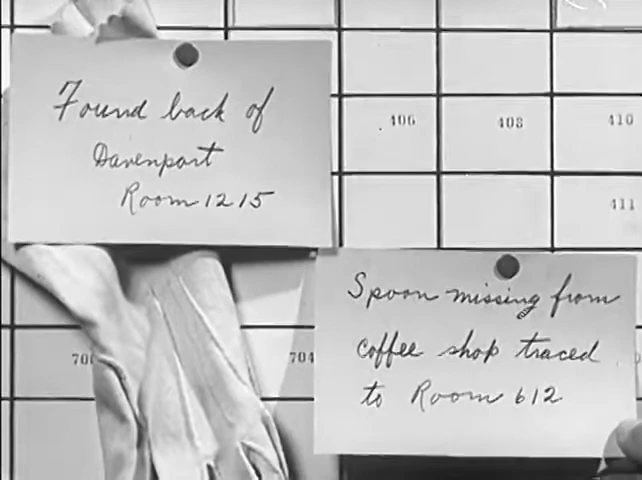 Found back of
Davenport
Room 1215
406
408
410
411
Spoon missing from
coffee shop traced
to Room 612
704